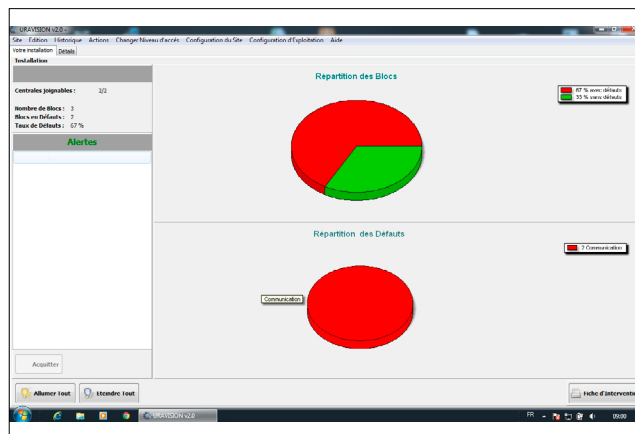 URAVISION v2.0 -
Site Édition Historique Actions Changer Niveau d'accés Configuration du Site Configuration d'Exploitation Aide
Votre installation Détails
Installation
Centrales Joignables : 2/2
Nombre de Blocs : 3
Blocs en Défauts : 2
Taux de Défauts : 67 %
Alertes
Acquitter
Répartition des Blocs
67 % avec défauts
33 % sans défauts
Répartition des Défauts
2 Communication
Communication
Allumer Tout Eteindre Tout Fiche d'Interventi
URAVISION v2.0 FR 09:00